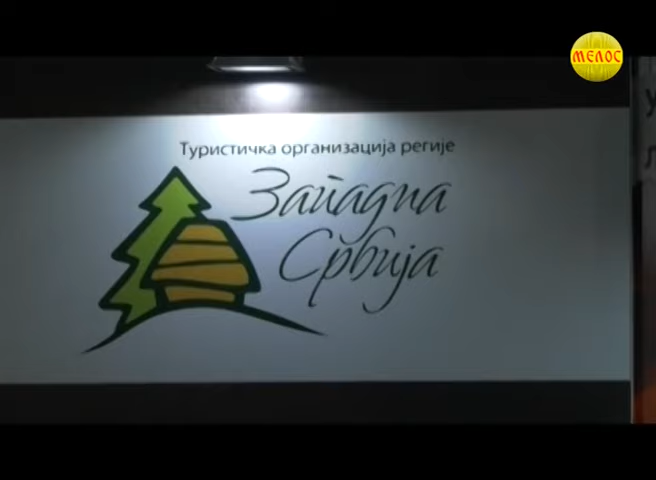 МЕЛОС
Туристичка организација регије
Западна
Србија